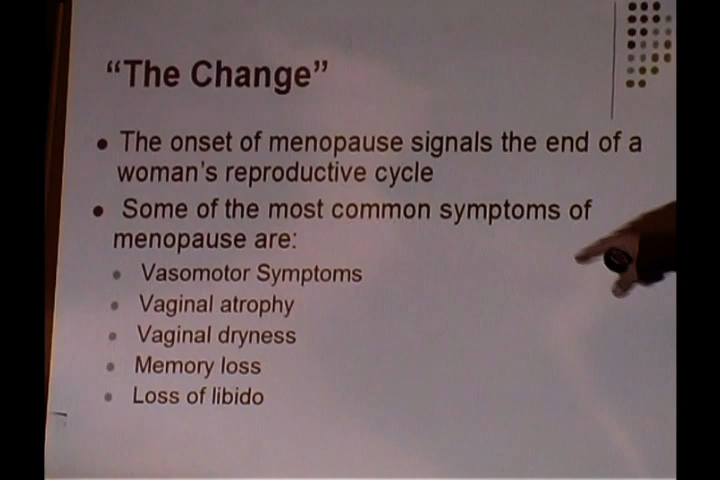 “The Change”
The onset of menopause signals the end of a
woman’s reproductive cycle
Some of the most common symptoms of
menopause are:
Vasomotor Symptoms
Vaginal atrophy
Vaginal dryness
Memory loss
Loss of libido